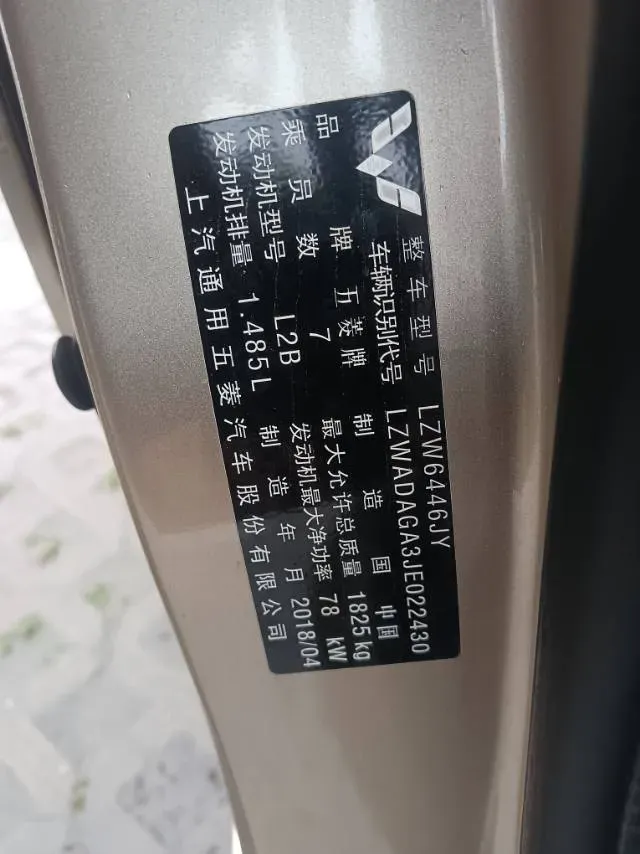 整车型号 LZW6446JY
车辆识别代号 LZWADAGA3JE022430
品牌 五菱牌 制造国 中国
乘员数 7 最大允许总质量 1825kg
发动机型号 L2B 发动机最大净功率 78 kW
发动机排量 1.485L 制造年月 2018/04
上汽通用五菱汽车股份有限公司